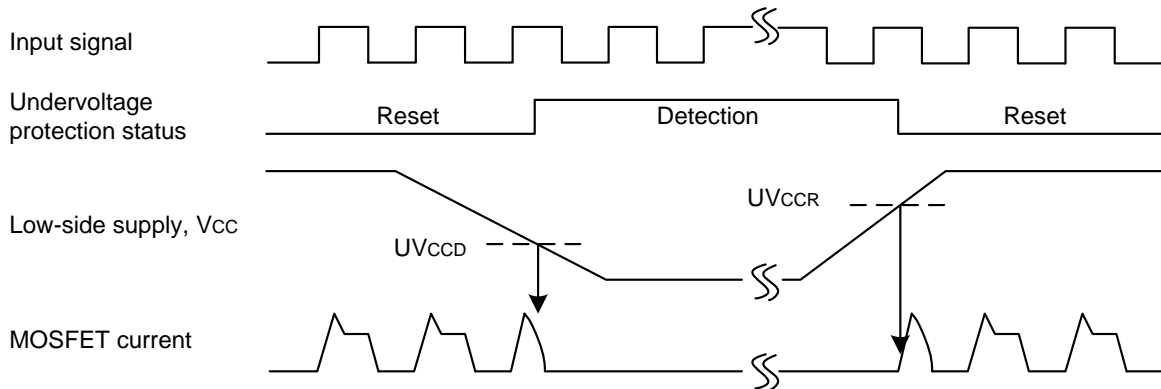 Input signal
Undervoltage
protection status
Reset
Detection
Reset
Low-side supply, VCC
UVCCD
UVCCR
MOSFET current